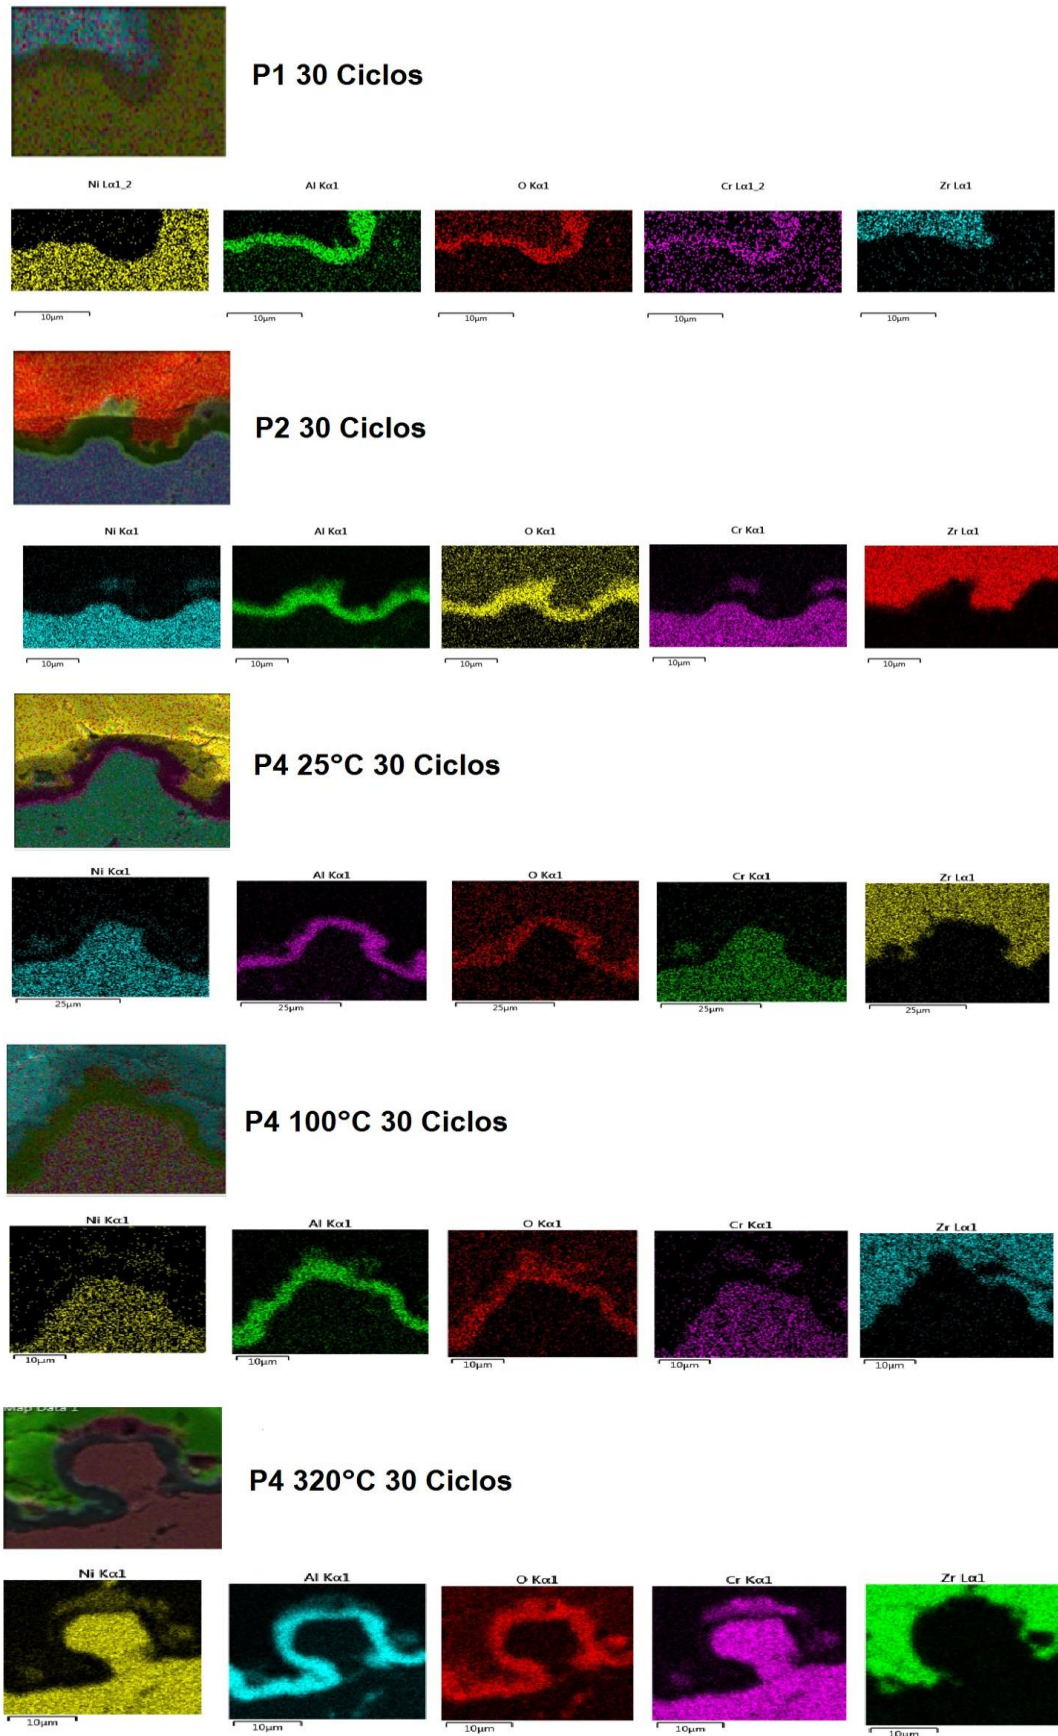 P1 30 Ciclos
Ni Lα1_2 Al Kα1 O Kα1 Cr Lα1_2 Zr Lα1
10µm 10µm 10µm 10µm 10µm
P2 30 Ciclos
Ni Kα1 Al Kα1 O Kα1 Cr Kα1 Zr Lα1
10µm 10µm 10µm 10µm 10µm
P4 25°C 30 Ciclos
Ni Kα1 Al Kα1 O Kα1 Cr Kα1 Zr Lα1
25µm 25µm 25µm 25µm 25µm
P4 100°C 30 Ciclos
Ni Kα1 Al Kα1 O Kα1 Cr Kα1 Zr Lα1
10µm 10µm 10µm 10µm 10µm
Map Data 1
P4 320°C 30 Ciclos
Ni Kα1 Al Kα1 O Kα1 Cr Kα1 Zr Lα1
10µm 10µm 10µm 10µm 10µm